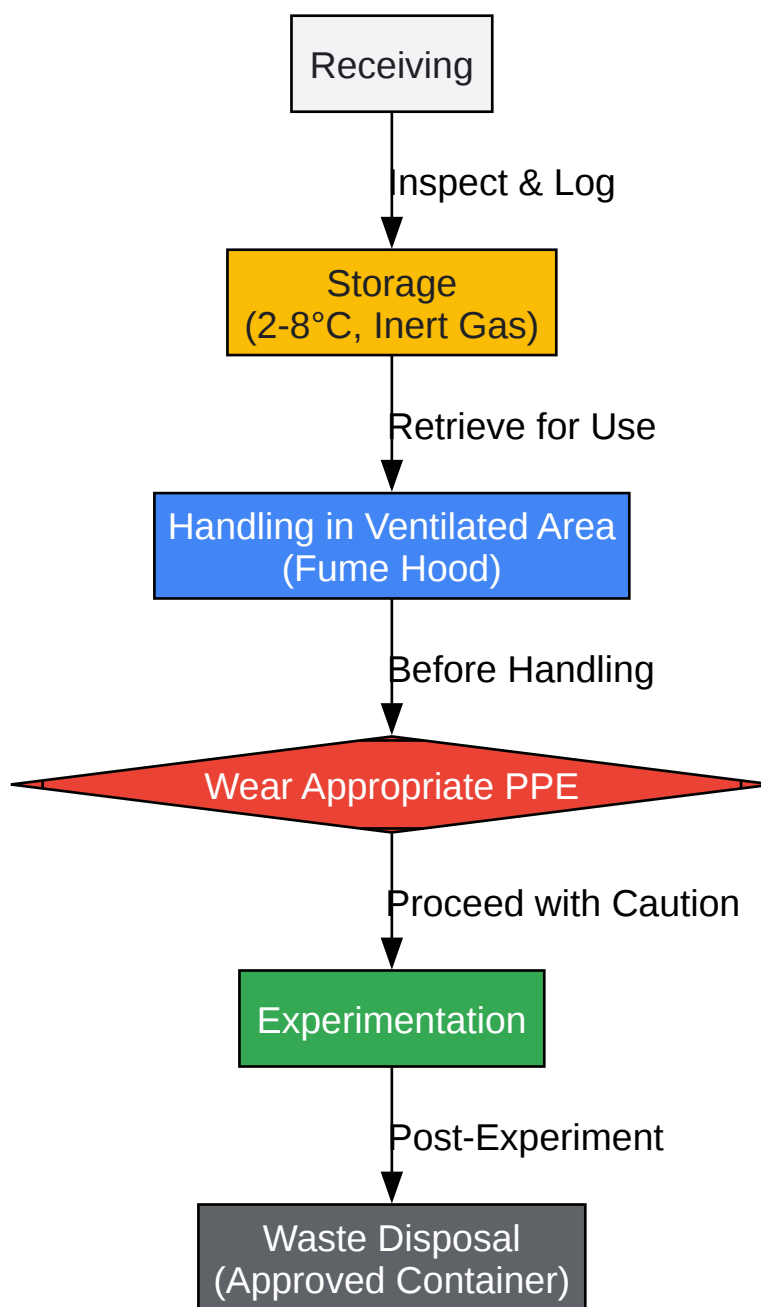 Receiving
Inspect & Log
Storage
(2-8°C, Inert Gas)
Retrieve for Use
Handling in Ventilated Area
(Fume Hood)
Before Handling
Wear Appropriate PPE
Proceed with Caution
Experimentation
Post-Experiment
Waste Disposal
(Approved Container)